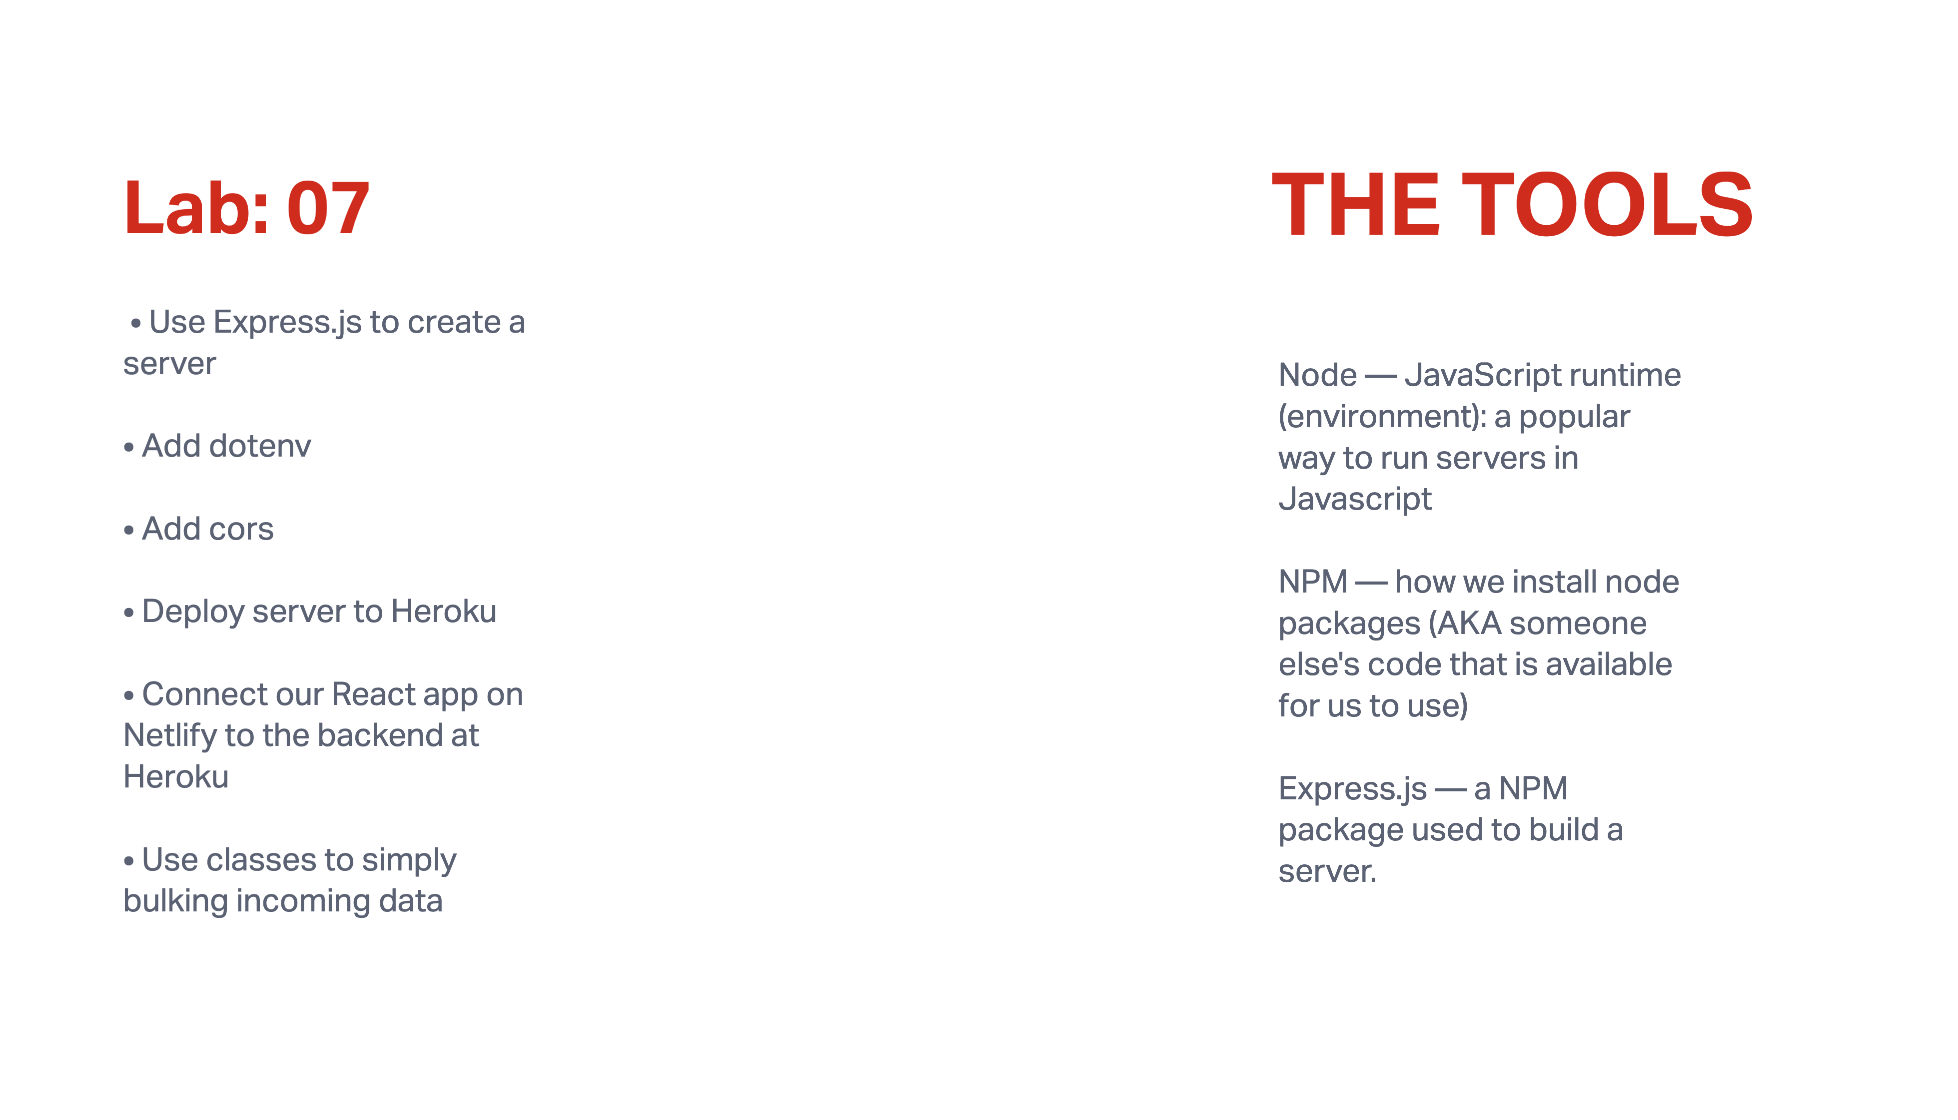 Lab: 07
• Use Express.js to create a
server
• Add dotenv
• Add cors
• Deploy server to Heroku
• Connect our React app on
Netlify to the backend at
Heroku
• Use classes to simply
bulking incoming data
THE TOOLS
Node — JavaScript runtime
(environment): a popular
way to run servers in
Javascript
NPM — how we install node
packages (AKA someone
else's code that is available
for us to use)
Express.js — a NPM
package used to build a
server.